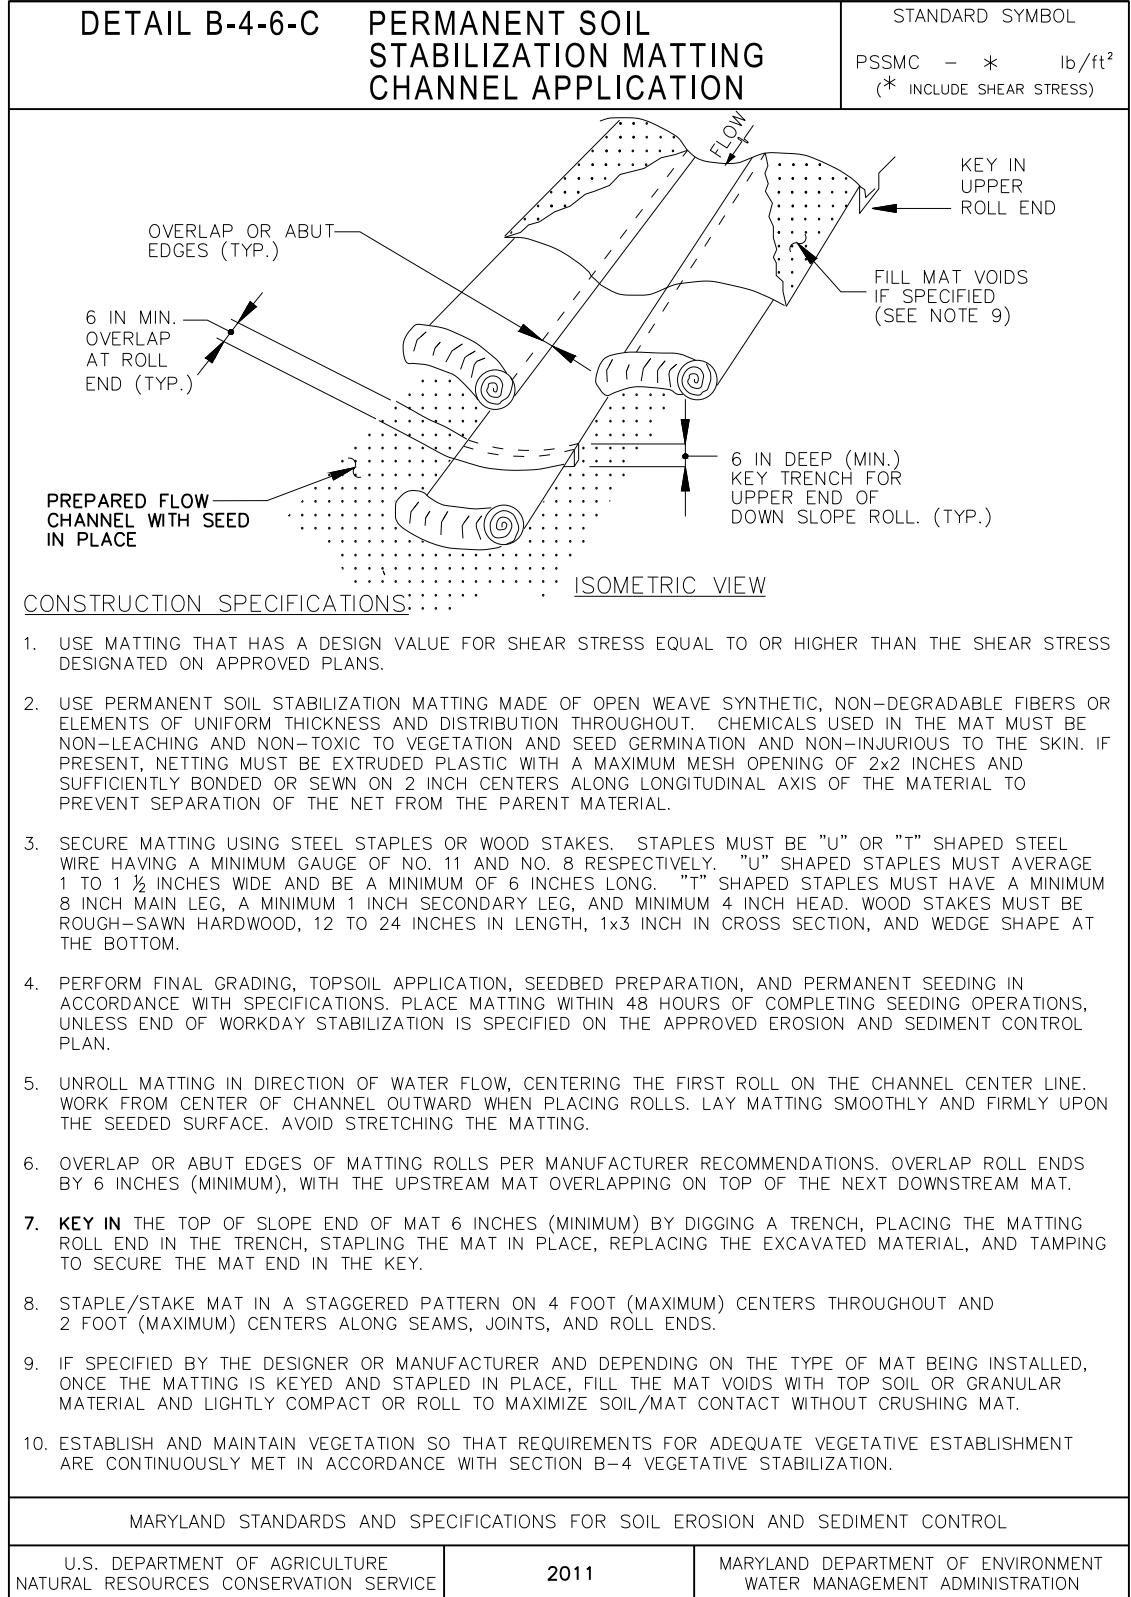 DETAIL B-4-6-C
PERMANENT SOIL
STABILIZATION MATTING
CHANNEL APPLICATION
STANDARD SYMBOL
PSSMC - * lb/ft²
(* INCLUDE SHEAR STRESS)
FLOW
KEY IN
UPPER
ROLL END
OVERLAP OR ABUT
EDGES (TYP.)
FILL MAT VOIDS
IF SPECIFIED
(SEE NOTE 9)
6 IN MIN.
OVERLAP
AT ROLL
END (TYP.)
6 IN DEEP (MIN.)
KEY TRENCH FOR
UPPER END OF
DOWN SLOPE ROLL. (TYP.)
PREPARED FLOW
CHANNEL WITH SEED
IN PLACE
ISOMETRIC VIEW
CONSTRUCTION SPECIFICATIONS:
1. USE MATTING THAT HAS A DESIGN VALUE FOR SHEAR STRESS EQUAL TO OR HIGHER THAN THE SHEAR STRESS
DESIGNATED ON APPROVED PLANS.
2. USE PERMANENT SOIL STABILIZATION MATTING MADE OF OPEN WEAVE SYNTHETIC, NON-DEGRADABLE FIBERS OR
ELEMENTS OF UNIFORM THICKNESS AND DISTRIBUTION THROUGHOUT. CHEMICALS USED IN THE MAT MUST BE
NON-LEACHING AND NON-TOXIC TO VEGETATION AND SEED GERMINATION AND NON-INJURIOUS TO THE SKIN. IF
PRESENT, NETTING MUST BE EXTRUDED PLASTIC WITH A MAXIMUM MESH OPENING OF 2x2 INCHES AND
SUFFICIENTLY BONDED OR SEWN ON 2 INCH CENTERS ALONG LONGITUDINAL AXIS OF THE MATERIAL TO
PREVENT SEPARATION OF THE NET FROM THE PARENT MATERIAL.
3. SECURE MATTING USING STEEL STAPLES OR WOOD STAKES. STAPLES MUST BE "U" OR "T" SHAPED STEEL
WIRE HAVING A MINIMUM GAUGE OF NO. 11 AND NO. 8 RESPECTIVELY. "U" SHAPED STAPLES MUST AVERAGE
1 TO 1 ½ INCHES WIDE AND BE A MINIMUM OF 6 INCHES LONG. "T" SHAPED STAPLES MUST HAVE A MINIMUM
8 INCH MAIN LEG, A MINIMUM 1 INCH SECONDARY LEG, AND MINIMUM 4 INCH HEAD. WOOD STAKES MUST BE
ROUGH-SAWN HARDWOOD, 12 TO 24 INCHES IN LENGTH, 1x3 INCH IN CROSS SECTION, AND WEDGE SHAPE AT
THE BOTTOM.
4. PERFORM FINAL GRADING, TOPSOIL APPLICATION, SEEDBED PREPARATION, AND PERMANENT SEEDING IN
ACCORDANCE WITH SPECIFICATIONS. PLACE MATTING WITHIN 48 HOURS OF COMPLETING SEEDING OPERATIONS,
UNLESS END OF WORKDAY STABILIZATION IS SPECIFIED ON THE APPROVED EROSION AND SEDIMENT CONTROL
PLAN.
5. UNROLL MATTING IN DIRECTION OF WATER FLOW, CENTERING THE FIRST ROLL ON THE CHANNEL CENTER LINE.
WORK FROM CENTER OF CHANNEL OUTWARD WHEN PLACING ROLLS. LAY MATTING SMOOTHLY AND FIRMLY UPON
THE SEEDED SURFACE. AVOID STRETCHING THE MATTING.
6. OVERLAP OR ABUT EDGES OF MATTING ROLLS PER MANUFACTURER RECOMMENDATIONS. OVERLAP ROLL ENDS
BY 6 INCHES (MINIMUM), WITH THE UPSTREAM MAT OVERLAPPING ON TOP OF THE NEXT DOWNSTREAM MAT.
7. KEY IN THE TOP OF SLOPE END OF MAT 6 INCHES (MINIMUM) BY DIGGING A TRENCH, PLACING THE MATTING
ROLL END IN THE TRENCH, STAPLING THE MAT IN PLACE, REPLACING THE EXCAVATED MATERIAL, AND TAMPING
TO SECURE THE MAT END IN THE KEY.
8. STAPLE/STAKE MAT IN A STAGGERED PATTERN ON 4 FOOT (MAXIMUM) CENTERS THROUGHOUT AND
2 FOOT (MAXIMUM) CENTERS ALONG SEAMS, JOINTS, AND ROLL ENDS.
9. IF SPECIFIED BY THE DESIGNER OR MANUFACTURER AND DEPENDING ON THE TYPE OF MAT BEING INSTALLED,
ONCE THE MATTING IS KEYED AND STAPLED IN PLACE, FILL THE MAT VOIDS WITH TOP SOIL OR GRANULAR
MATERIAL AND LIGHTLY COMPACT OR ROLL TO MAXIMIZE SOIL/MAT CONTACT WITHOUT CRUSHING MAT.
10. ESTABLISH AND MAINTAIN VEGETATION SO THAT REQUIREMENTS FOR ADEQUATE VEGETATIVE ESTABLISHMENT
ARE CONTINUOUSLY MET IN ACCORDANCE WITH SECTION B-4 VEGETATIVE STABILIZATION.
MARYLAND STANDARDS AND SPECIFICATIONS FOR SOIL EROSION AND SEDIMENT CONTROL
U.S. DEPARTMENT OF AGRICULTURE
NATURAL RESOURCES CONSERVATION SERVICE
2011
MARYLAND DEPARTMENT OF ENVIRONMENT
WATER MANAGEMENT ADMINISTRATION